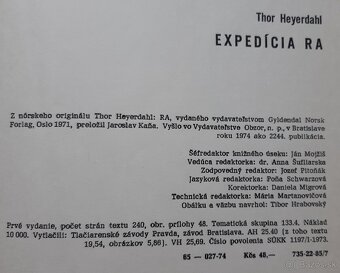 Thor Heyerdahl
EXPEDÍCIA RA
Z nórskeho originálu Thor Heyerdahl: RA, vydaného vydavateľstvom Gyldendal Norsk
Forlag, Oslo 1971, preložil Jaroslav Kaňa. Vyšlo vo Vydavateľstve Obzor, n. p., v Bratislave
roku 1974 ako 2244. publikácia.
Šéfredaktor knižného úseku: Ján Mojžiš
Vedúca redaktorka: dr. Anna Šufliarska
Zodpovedný redaktor: Jozef Pitoňák
Jazyková redaktorka: Poňa Schwarzová
Korektorka: Daniela Migrová
Technická redaktorka: Mária Martanovičová
Obálku a väzbu navrhol: Tibor Hrabovský
Prvé vydanie, počet strán textu 240, obr. prílohy 48. Tematická skupina 133.4. Náklad
10 000. Vytlačili: Tlačiarenské závody Pravda, závod Bratislava. AH 25.40 (z toho textu
19,54, obrázkov 5,86). VH 25,69. Číslo povolenia SÚKK 1197/I-1973.
65 — 027-74 Kčs 45,— 735-22-85/7